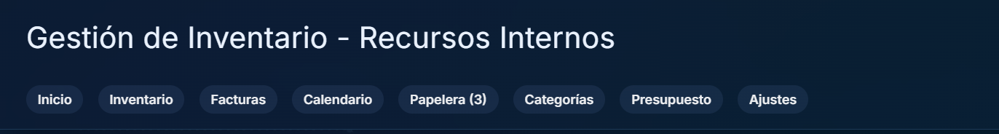 Gestión de Inventario - Recursos Internos
Inicio Inventario Facturas Calendario Papelera (3) Categorías Presupuesto Ajustes